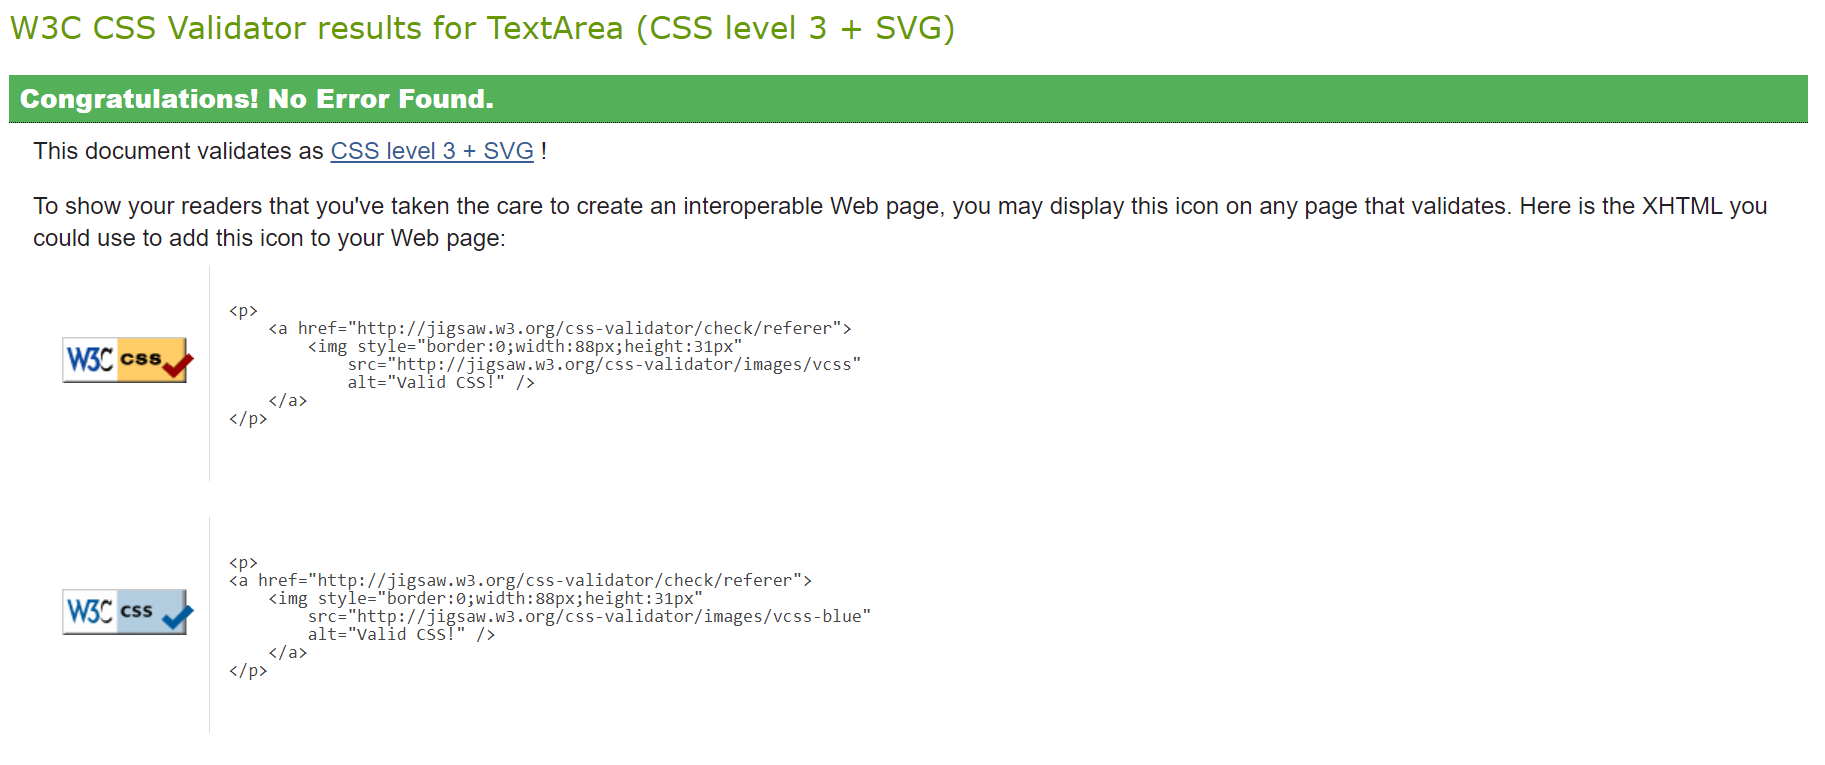 W3C CSS Validator results for TextArea (CSS level 3 + SVG)
Congratulations! No Error Found.
This document validates as CSS level 3 + SVG !
To show your readers that you've taken the care to create an interoperable Web page, you may display this icon on any page that validates. Here is the XHTML you
could use to add this icon to your Web page:
W3C css
<p>
    <a href="http://jigsaw.w3.org/css-validator/check/referer">
        <img style="border:0;width:88px;height:31px"
            src="http://jigsaw.w3.org/css-validator/images/vcss"
            alt="Valid CSS!" />
    </a>
</p>
W3C css
<p>
<a href="http://jigsaw.w3.org/css-validator/check/referer">
    <img style="border:0;width:88px;height:31px"
        src="http://jigsaw.w3.org/css-validator/images/vcss-blue"
        alt="Valid CSS!" />
    </a>
</p>